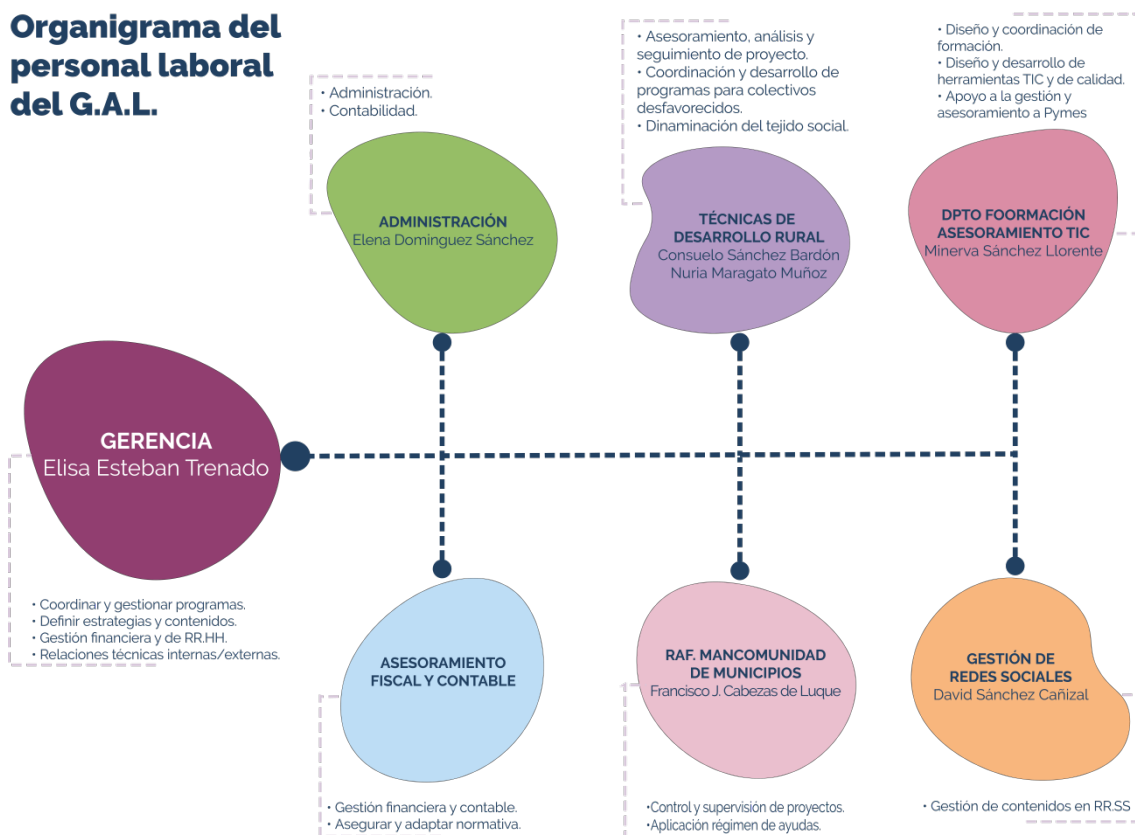 Organigrama del
personal laboral
del G.A.L.
• Administración.
• Contabilidad.
ADMINISTRACIÓN
Elena Dominguez Sánchez
• Asesoramiento, análisis y
seguimiento de proyecto.
• Coordinación y desarrollo de
programas para colectivos
desfavorecidos.
• Dinaminación del tejido social.
TÉCNICAS DE
DESARROLLO RURAL
Consuelo Sánchez Bardón
Nuria Maragato Muñoz
• Diseño y coordinación de
formación.
• Diseño y desarrollo de
herramientas TIC y de calidad.
• Apoyo a la gestión y
asesoramiento a Pymes
DPTO FOORMACIÓN
ASESORAMIENTO TIC
Minerva Sánchez Llorente
GERENCIA
Elisa Esteban Trenado
• Coordinar y gestionar programas.
• Definir estrategias y contenidos.
• Gestión financiera y de RR.HH.
• Relaciones técnicas internas/externas.
ASESORAMIENTO
FISCAL Y CONTABLE
• Gestión financiera y contable.
• Asegurar y adaptar normativa.
RAF. MANCOMUNIDAD
DE MUNICIPIOS
Francisco J. Cabezas de Luque
•Control y supervisión de proyectos.
•Aplicación régimen de ayudas.
GESTIÓN DE
REDES SOCIALES
David Sánchez Cañizal
• Gestión de contenidos en RR.SS